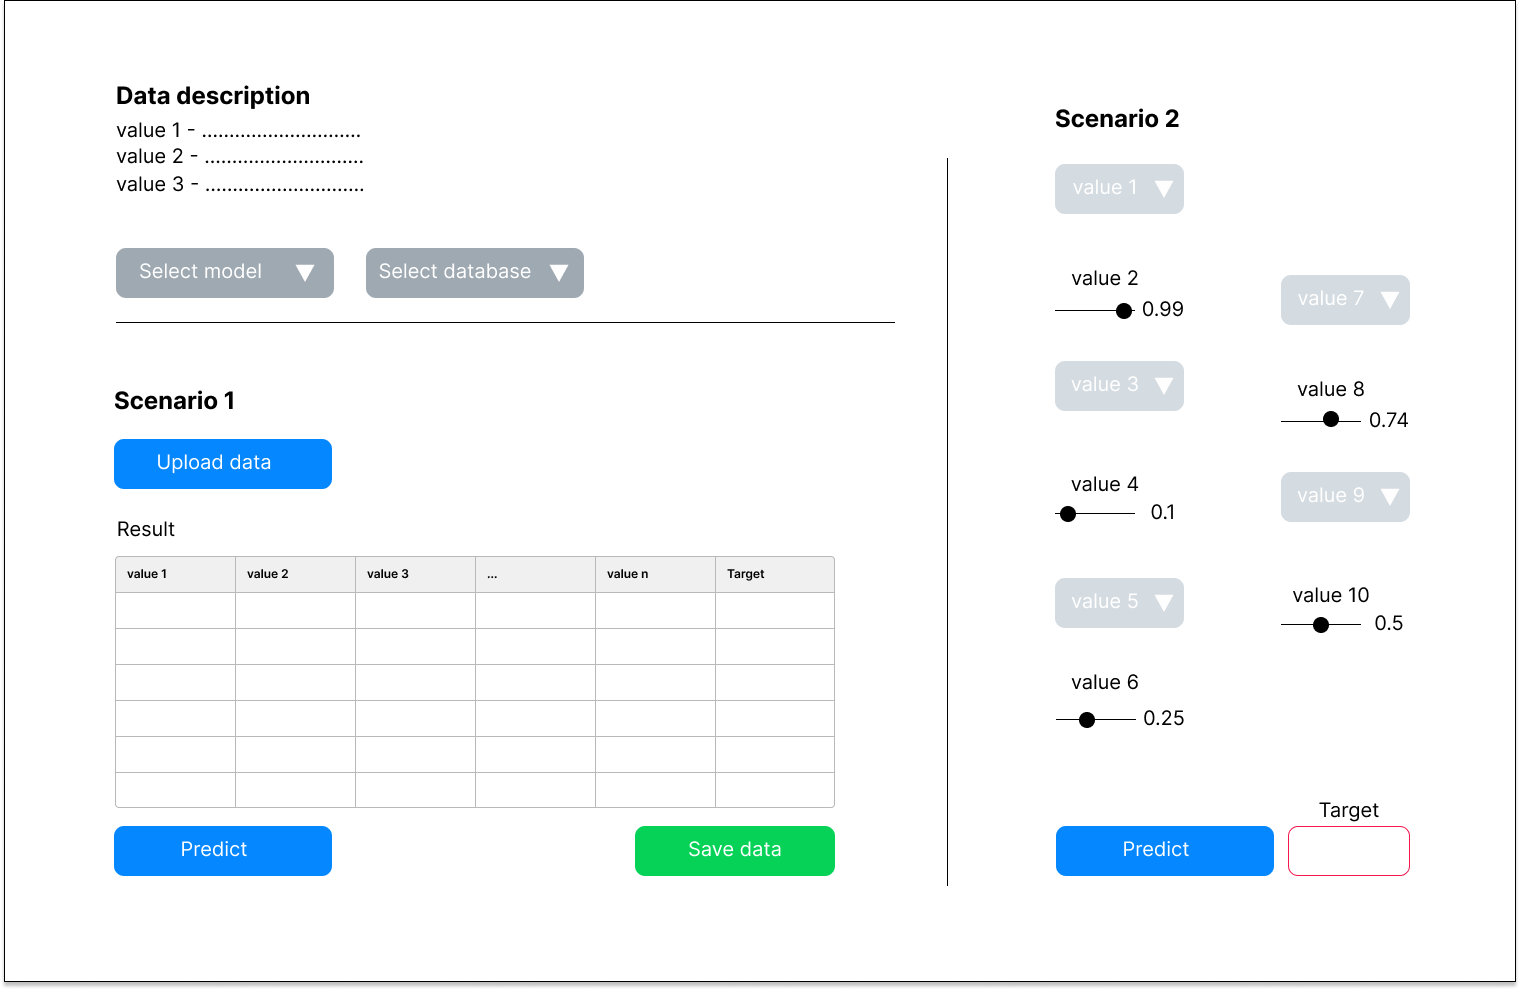 Data description
value 1 - .............................
value 2 - .............................
value 3 - .............................
Select model
Select database
Scenario 1
Upload data
Result
value 1 value 2 value 3 ... value n Target
Predict
Save data
Scenario 2
value 1
value 2
0.99
value 3
value 4
0.1
value 5
value 6
0.25
value 7
value 8
0.74
value 9
value 10
0.5
Predict
Target